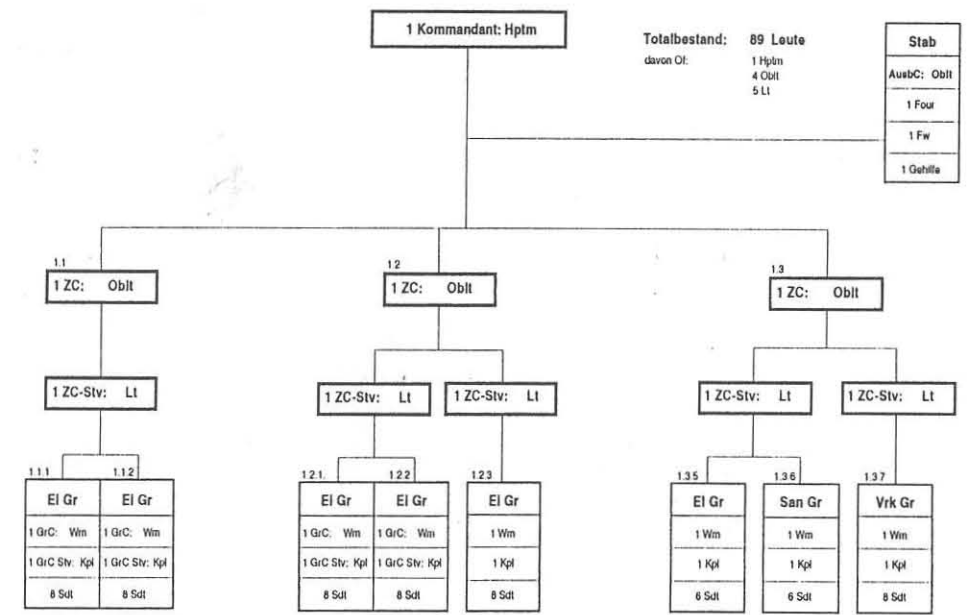 1 Kommandant: Hptm
Totalbestand: 89 Leute
davon Of: 1 Hptm
4 Oblt
5 Lt
Stab
AusbC: Oblt
1 Four
1 Fw
1 Gehilfe
1.1
1 ZC: Oblt
1.2
1 ZC: Oblt
1.3
1 ZC: Oblt
1 ZC-Stv: Lt
1 ZC-Stv: Lt
1 ZC-Stv: Lt
1 ZC-Stv: Lt
1 ZC-Stv: Lt
1.1.1
El Gr
1 GrC: Wm
1 GrC Stv: Kpl
8 Sdt
1.1.2
El Gr
1 GrC: Wm
1 GrC Stv: Kpl
8 Sdt
1.2.1.
El Gr
1 GrC: Wm
1 GrC Stv: Kpl
8 Sdt
1.2.2
El Gr
1 GrC: Wm
1 GrC Stv: Kpl
8 Sdt
1.2.3
El Gr
1 Wm
1 Kpl
8 Sdt
1.3.5
El Gr
1 Wm
1 Kpl
6 Sdt
1.3.6
San Gr
1 Wm
1 Kpl
6 Sdt
1.3.7
Vrk Gr
1 Wm
1 Kpl
8 Sdt